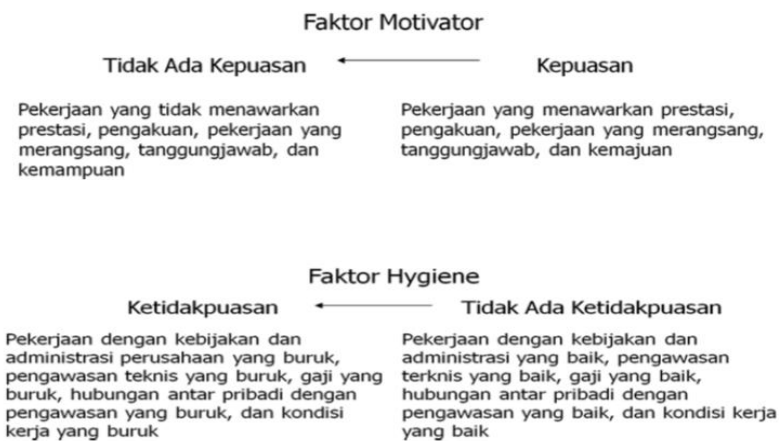 Faktor Motivator
Tidak Ada Kepuasan
Kepuasan
Pekerjaan yang tidak menawarkan
prestasi, pengakuan, pekerjaan yang
merangsang, tanggungjawab, dan
kemampuan
Pekerjaan yang menawarkan prestasi,
pengakuan, pekerjaan yang merangsang,
tanggungjawab, dan kemajuan
Faktor Hygiene
Ketidakpuasan
Tidak Ada Ketidakpuasan
Pekerjaan dengan kebijakan dan
administrasi perusahaan yang buruk,
pengawasan teknis yang buruk, gaji yang
buruk, hubungan antar pribadi dengan
pengawasan yang buruk, dan kondisi
kerja yang buruk
Pekerjaan dengan kebijakan dan
administrasi yang baik, pengawasan
terknis yang baik, gaji yang baik,
hubungan antar pribadi dengan
pengawasan yang baik, dan kondisi kerja
yang baik